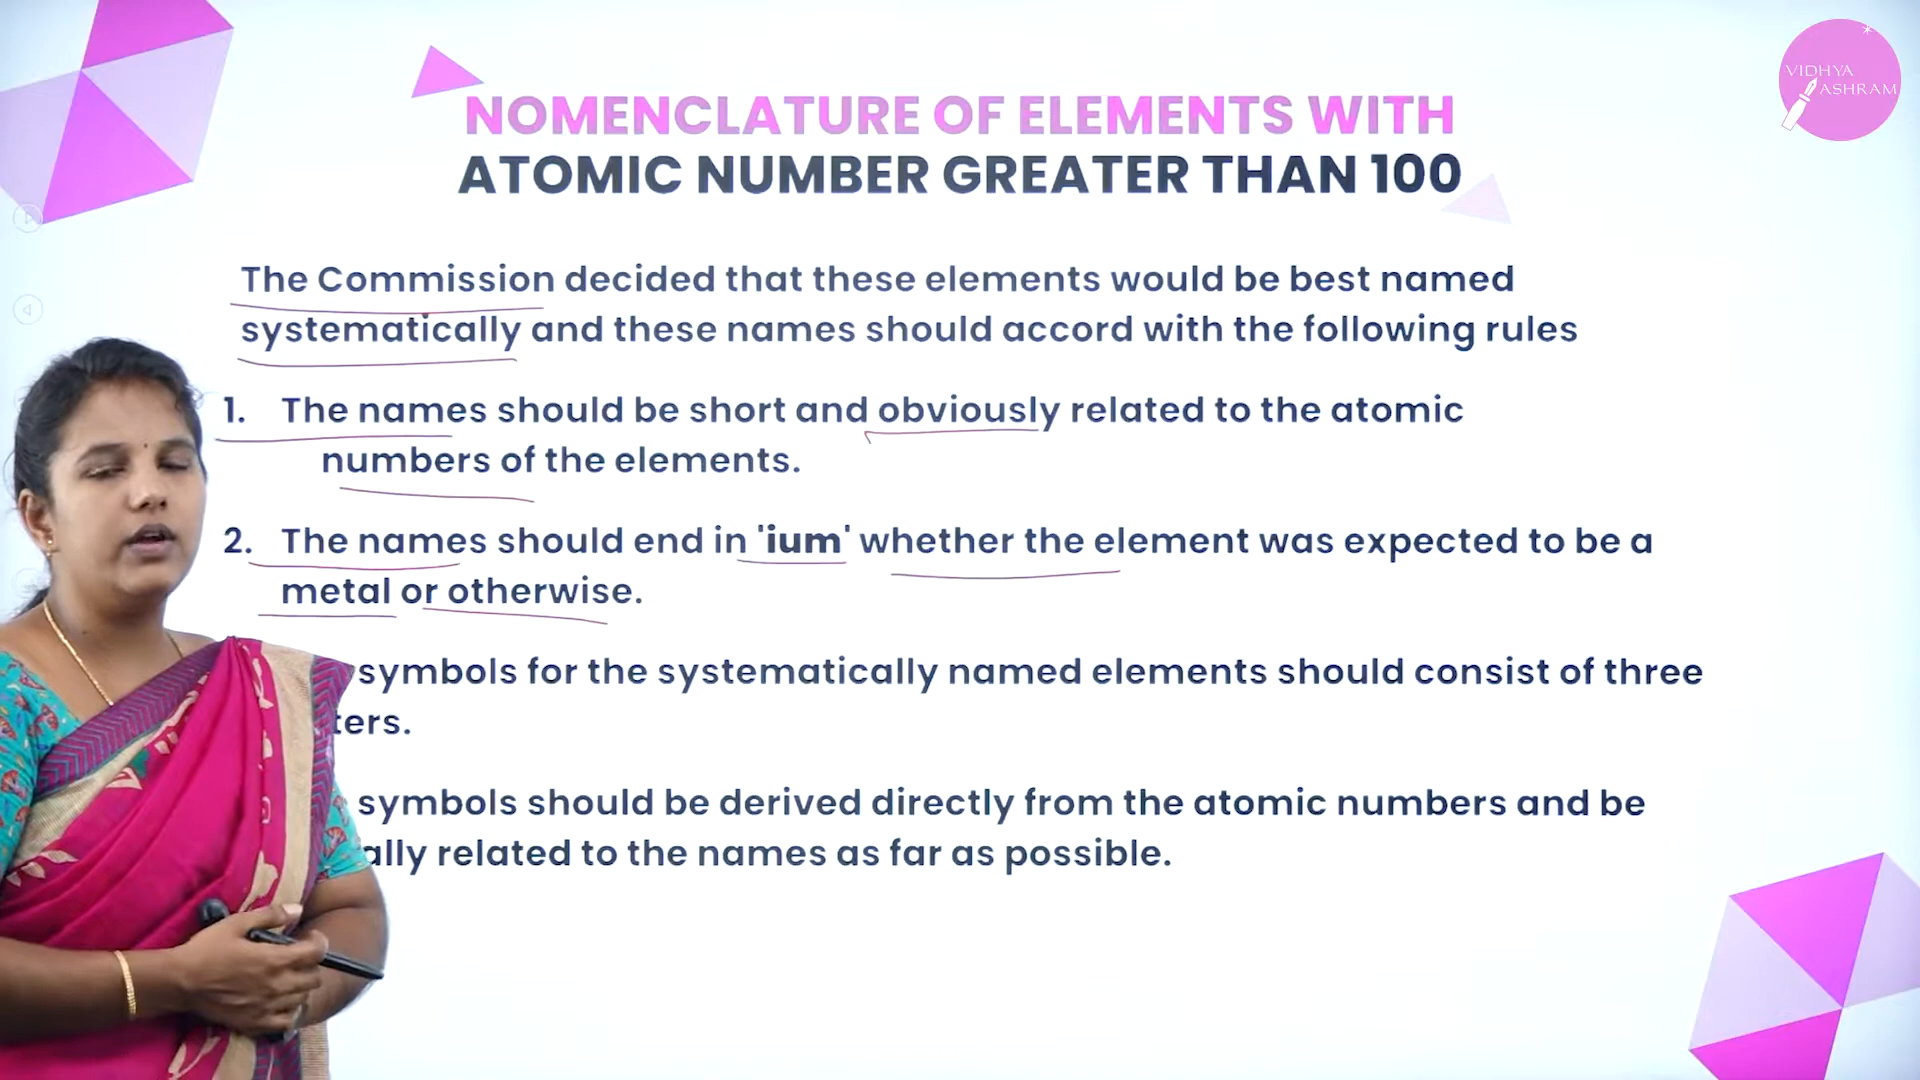 VIDHYA
ASHRAM
NOMENCLATURE OF ELEMENTS WITH
ATOMIC NUMBER GREATER THAN 100
The Commission decided that these elements would be best named
systematically and these names should accord with the following rules
1. The names should be short and obviously related to the atomic
numbers of the elements.
2. The names should end in 'ium' whether the element was expected to be a
metal or otherwise.
symbols for the systematically named elements should consist of three
ters.
symbols should be derived directly from the atomic numbers and be
ally related to the names as far as possible.